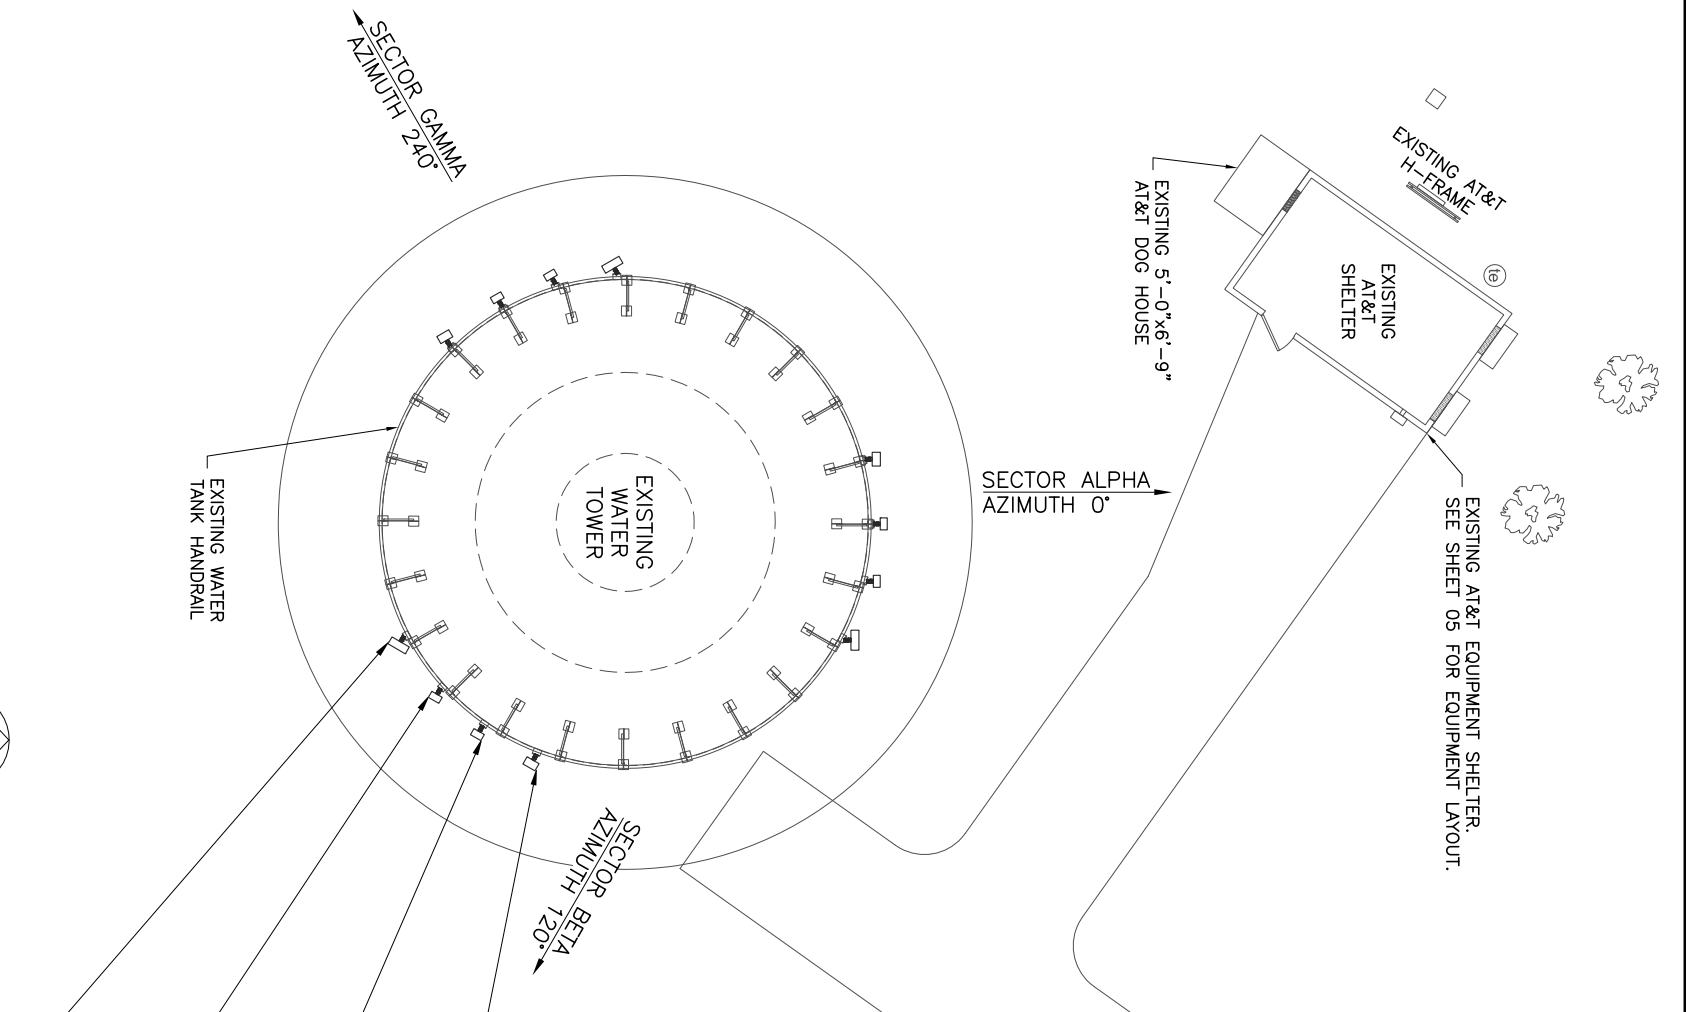 SECTOR GAMMA
AZIMUTH 240°
EXISTING AT&T
H-FRAME
EXISTING 5'-0"x6'-9"
AT&T DOG HOUSE
te
EXISTING
AT&T
SHELTER
SECTOR ALPHA
AZIMUTH 0°
EXISTING
WATER
TOWER
EXISTING WATER
TANK HANDRAIL
EXISTING AT&T EQUIPMENT SHELTER.
SEE SHEET 05 FOR EQUIPMENT LAYOUT.
SECTOR BETA
AZIMUTH 120°